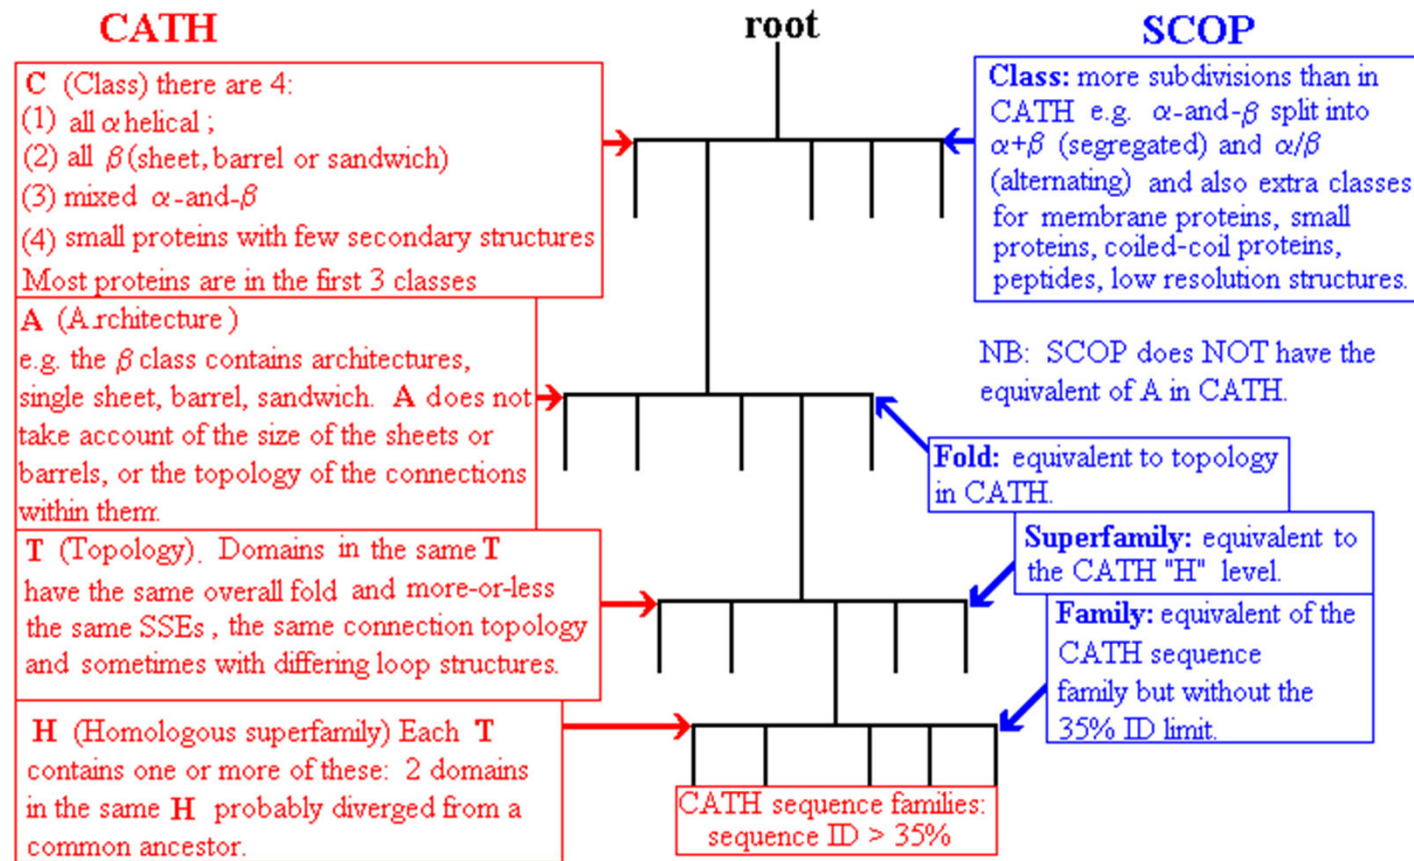 CATH
C (Class) there are 4:
(1) all α helical ;
(2) all β (sheet, barrel or sandwich)
(3) mixed α-and-β
(4) small proteins with few secondary structures
Most proteins are in the first 3 classes
A (A.rchitecture )
e.g. the β class contains architectures,
single sheet, barrel, sandwich. A does not
take account of the size of the sheets or
barrels, or the topology of the connections
within them.
T (Topology). Domains in the same T
have the same overall fold and more-or-less
the same SSEs , the same connection topology
and sometimes with differing loop structures.
H (Homologous superfamily) Each T
contains one or more of these: 2 domains
in the same H probably diverged from a
common ancestor.
root
CATH sequence families:
sequence ID > 35%
SCOP
Class: more subdivisions than in
CATH e.g. α-and-β split into
α+β (segregated) and α/β
(alternating) and also extra classes
for membrane proteins, small
proteins, coiled-coil proteins,
peptides, low resolution structures.
NB: SCOP does NOT have the
equivalent of A in CATH.
Fold: equivalent to topology
in CATH.
Superfamily: equivalent to
the CATH "H" level.
Family: equivalent of the
CATH sequence
family but without the
35% ID limit.